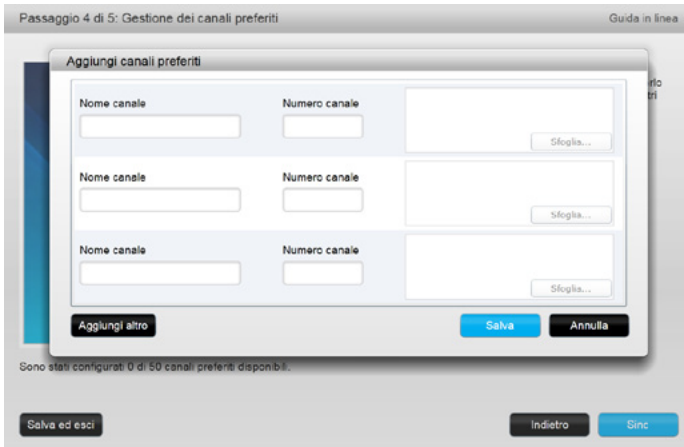 Passaggio 4 di 5: Gestione dei canali preferiti
Guida in linea
Aggiungi canali preferiti
Nome canale
Numero canale
Sfoglia...
Nome canale
Numero canale
Sfoglia...
Nome canale
Numero canale
Sfoglia...
Aggiungi altro
Salva
Annulla
Sono stati configurati 0 di 50 canali preferiti disponibili.
Salva ed esci
Indietro
Sinc